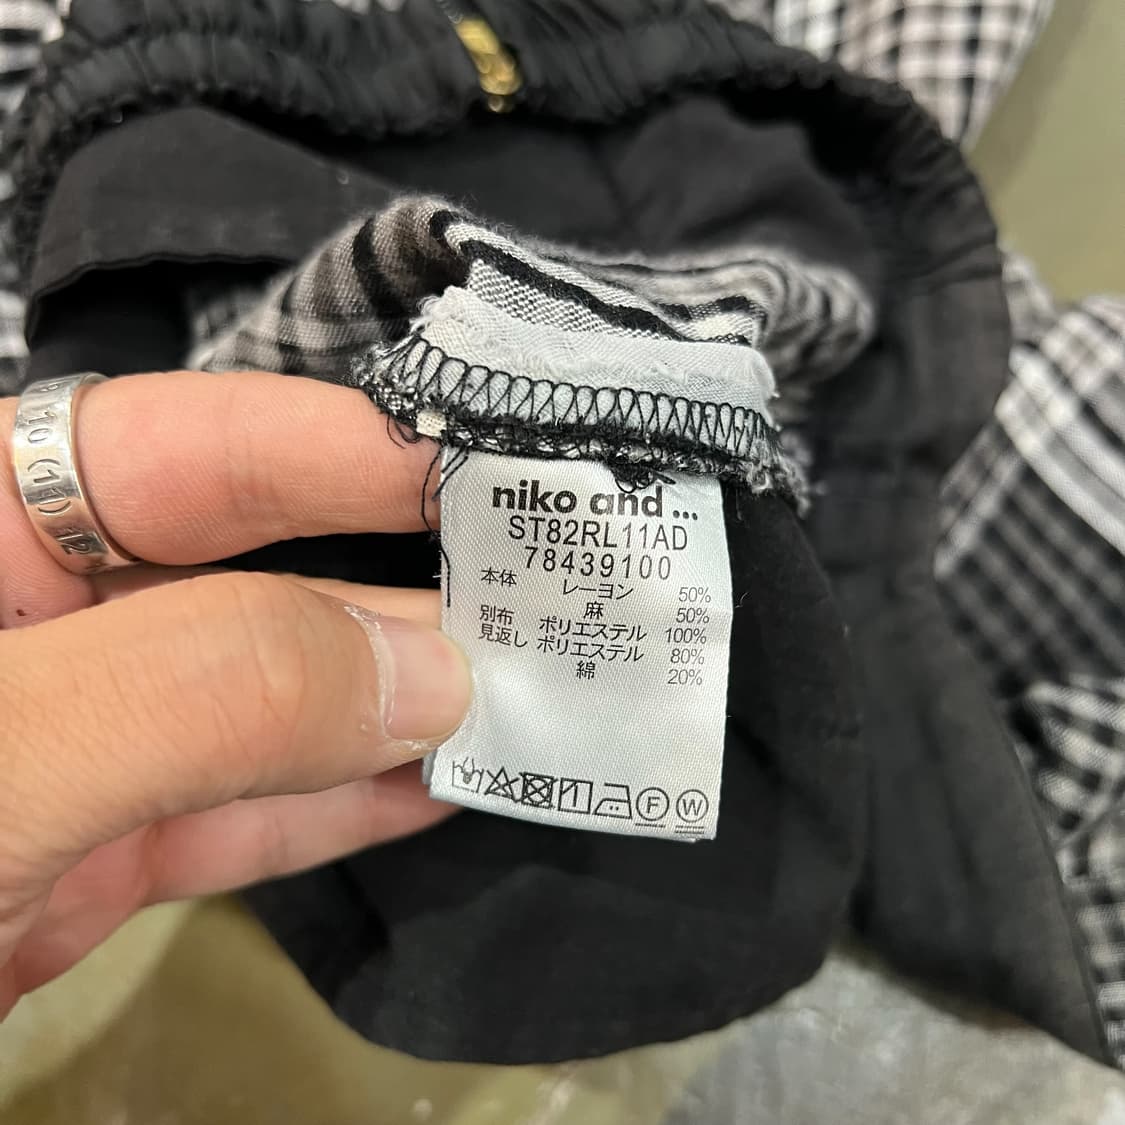 niko and ...
ST82RL11AD
78439100
本体 レーヨン 50%
麻 50%
別布 ポリエステル 100%
見返し ポリエステル 80%
綿 20%
F W
10 (11) 12